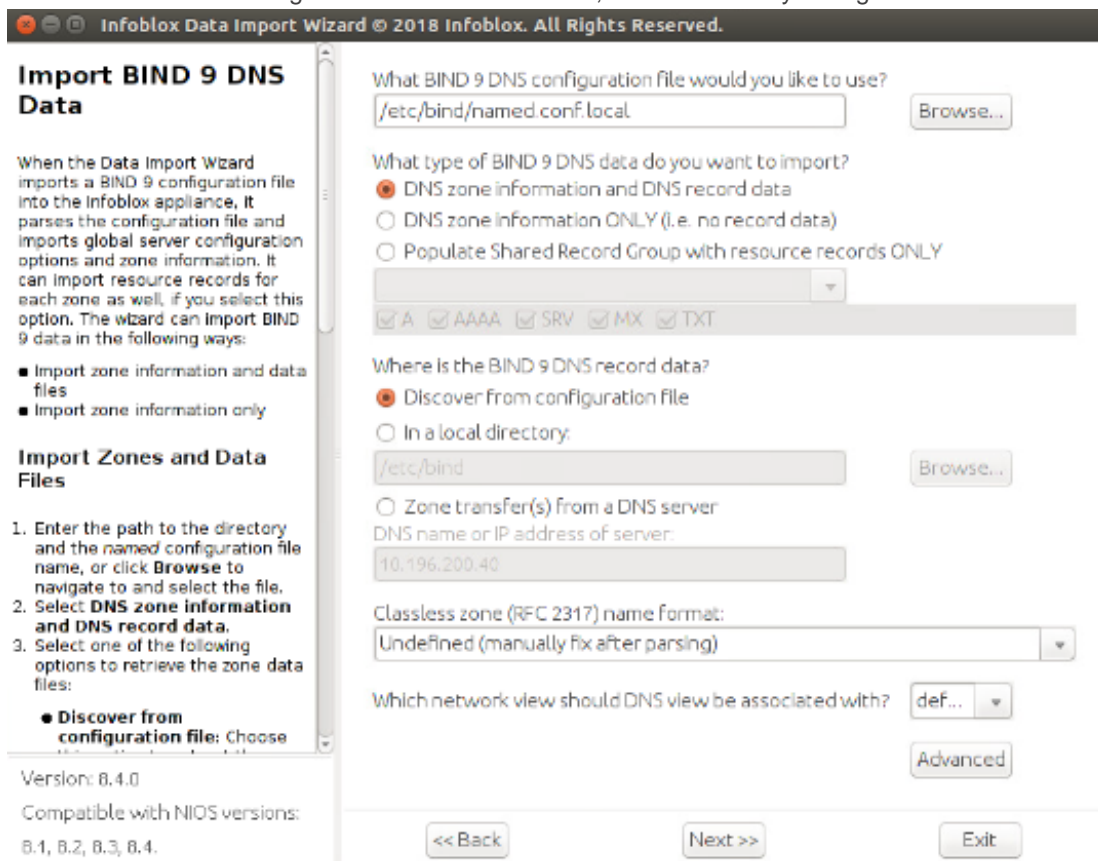 Infoblox Data Import Wizard © 2018 Infoblox. All Rights Reserved.
Import BIND 9 DNS
Data
When the Data Import Wizard
imports a BIND 9 configuration file
into the Infoblox appliance, it
parses the configuration file and
imports global server configuration
options and zone information. It
can import resource records for
each zone as well, if you select this
option. The wizard can import BIND
9 data in the following ways:
■ Import zone information and data
files
■ Import zone information only
Import Zones and Data
Files
1. Enter the path to the directory
and the named configuration file
name, or click Browse to
navigate to and select the file.
2. Select DNS zone information
and DNS record data.
3. Select one of the following
options to retrieve the zone data
files:
● Discover from
configuration file: Choose
Version: 8.4.0
Compatible with NIOS versions:
8.1, 8.2, 8.3, 8.4.
What BIND 9 DNS configuration file would you like to use?
/etc/bind/named.conf.local
Browse...
What type of BIND 9 DNS data do you want to import?
DNS zone information and DNS record data
DNS zone information ONLY (i.e. no record data)
Populate Shared Record Group with resource records ONLY
A AAAA SRV MX TXT
Where is the BIND 9 DNS record data?
Discover from configuration file
In a local directory:
/etc/bind
Browse...
Zone transfer(s) from a DNS server
DNS name or IP address of server:
10.196.200.40
Classless zone (RFC 2317) name format:
Undefined (manually fix after parsing)
Which network view should DNS view be associated with? def...
Advanced
<< Back Next >> Exit